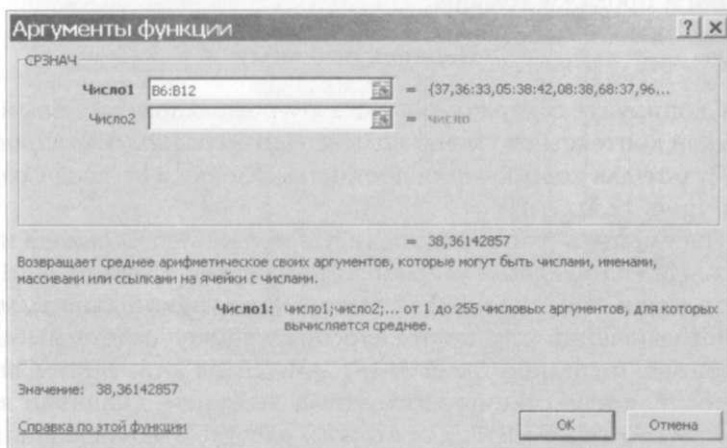 Аргументы функции ? x
СРЗНАЧ
Число1 B6:B12 = {37,36:33,05:38,42:38,68:37,96...
Число2 = число
= 38,36142857
Возвращает среднее арифметическое своих аргументов, которые могут быть числами, именами,
массивами или ссылками на ячейки с числами.
Число1: число1;число2;... от 1 до 255 числовых аргументов, для которых
вычисляется среднее.
Значение: 38,36142857
Справка по этой функции OK Отмена